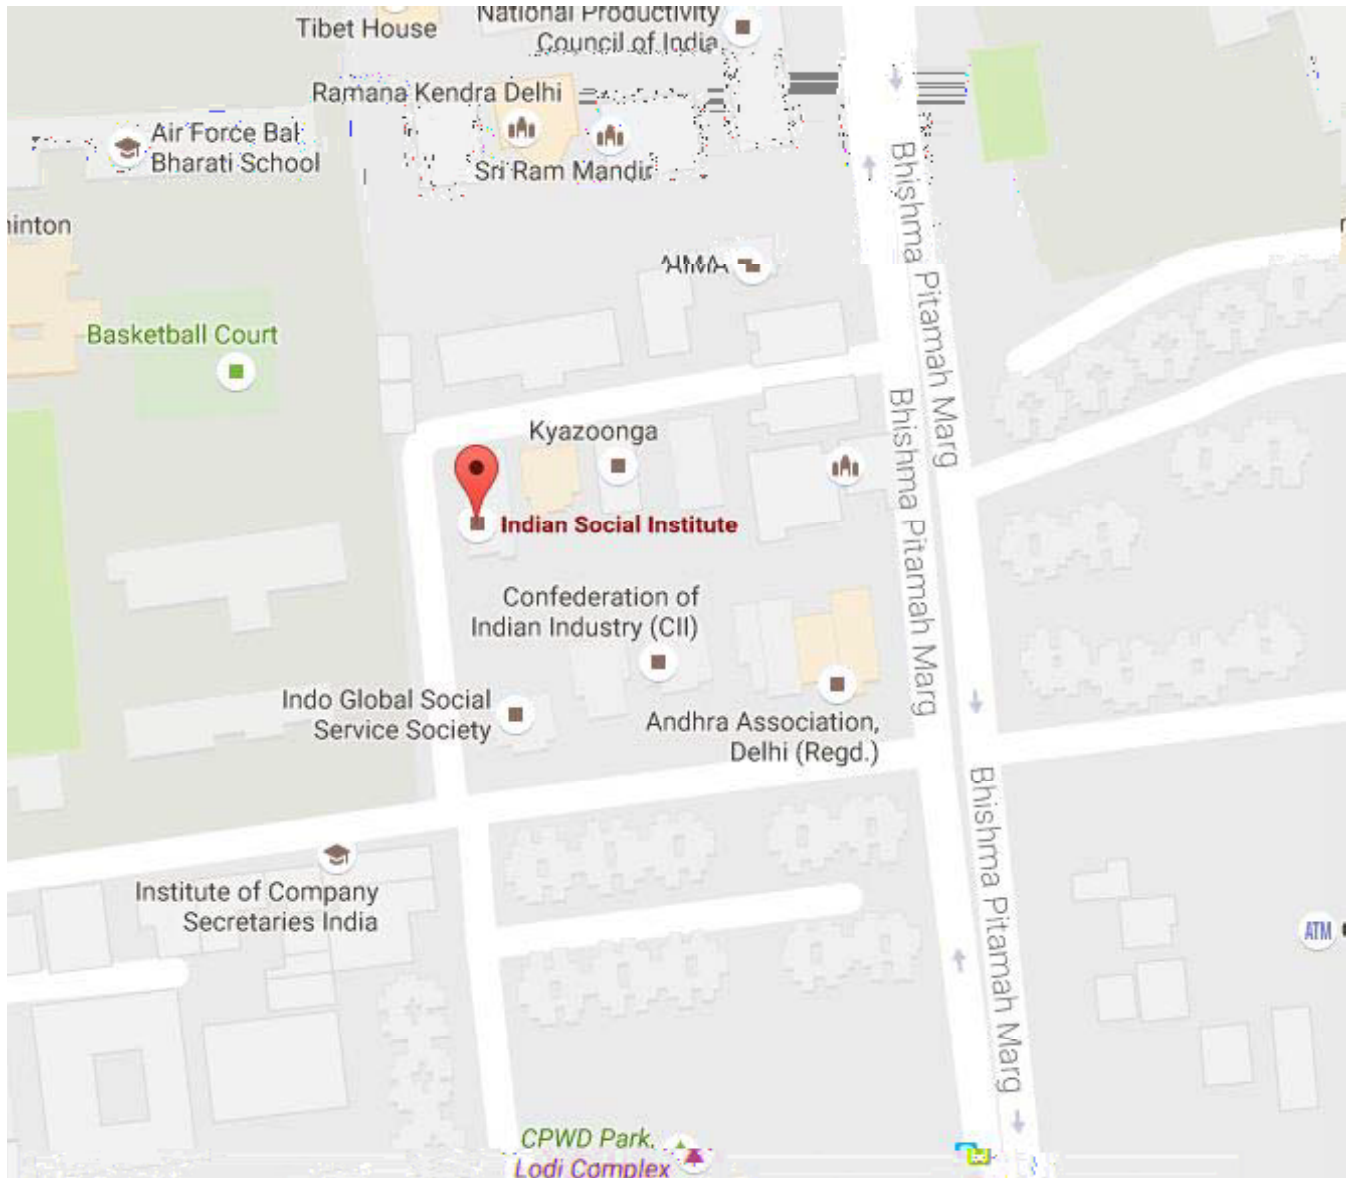 National Productivity
Council of India
Tibet House
Ramana Kendra Delhi
Air Force Bal
Bharati School
Sri Ram Mandir
Bhishma Pitamah Marg
AIMA
Basketball Court
Bhishma Pitamah Marg
Kyazoonga
Indian Social Institute
Confederation of
Indian Industry (CII)
Indo Global Social
Service Society
Andhra Association,
Delhi (Regd.)
Bhishma Pitamah Marg
Institute of Company
Secretaries India
ATM
CPWD Park,
Lodi Complex